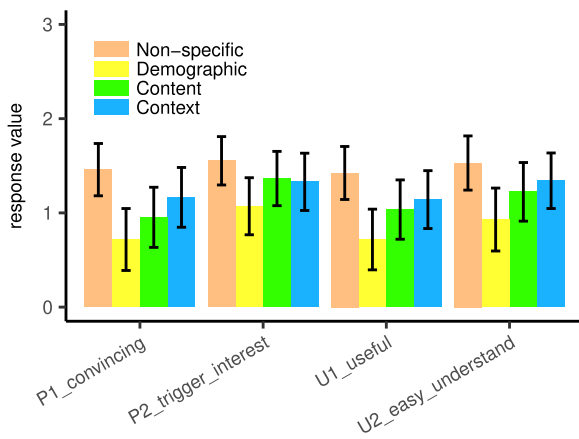 3
2
1
0
response value
Non−specific
Demographic
Content
Context
P1_convincing
P2_trigger_interest
U1_useful
U2_easy_understand